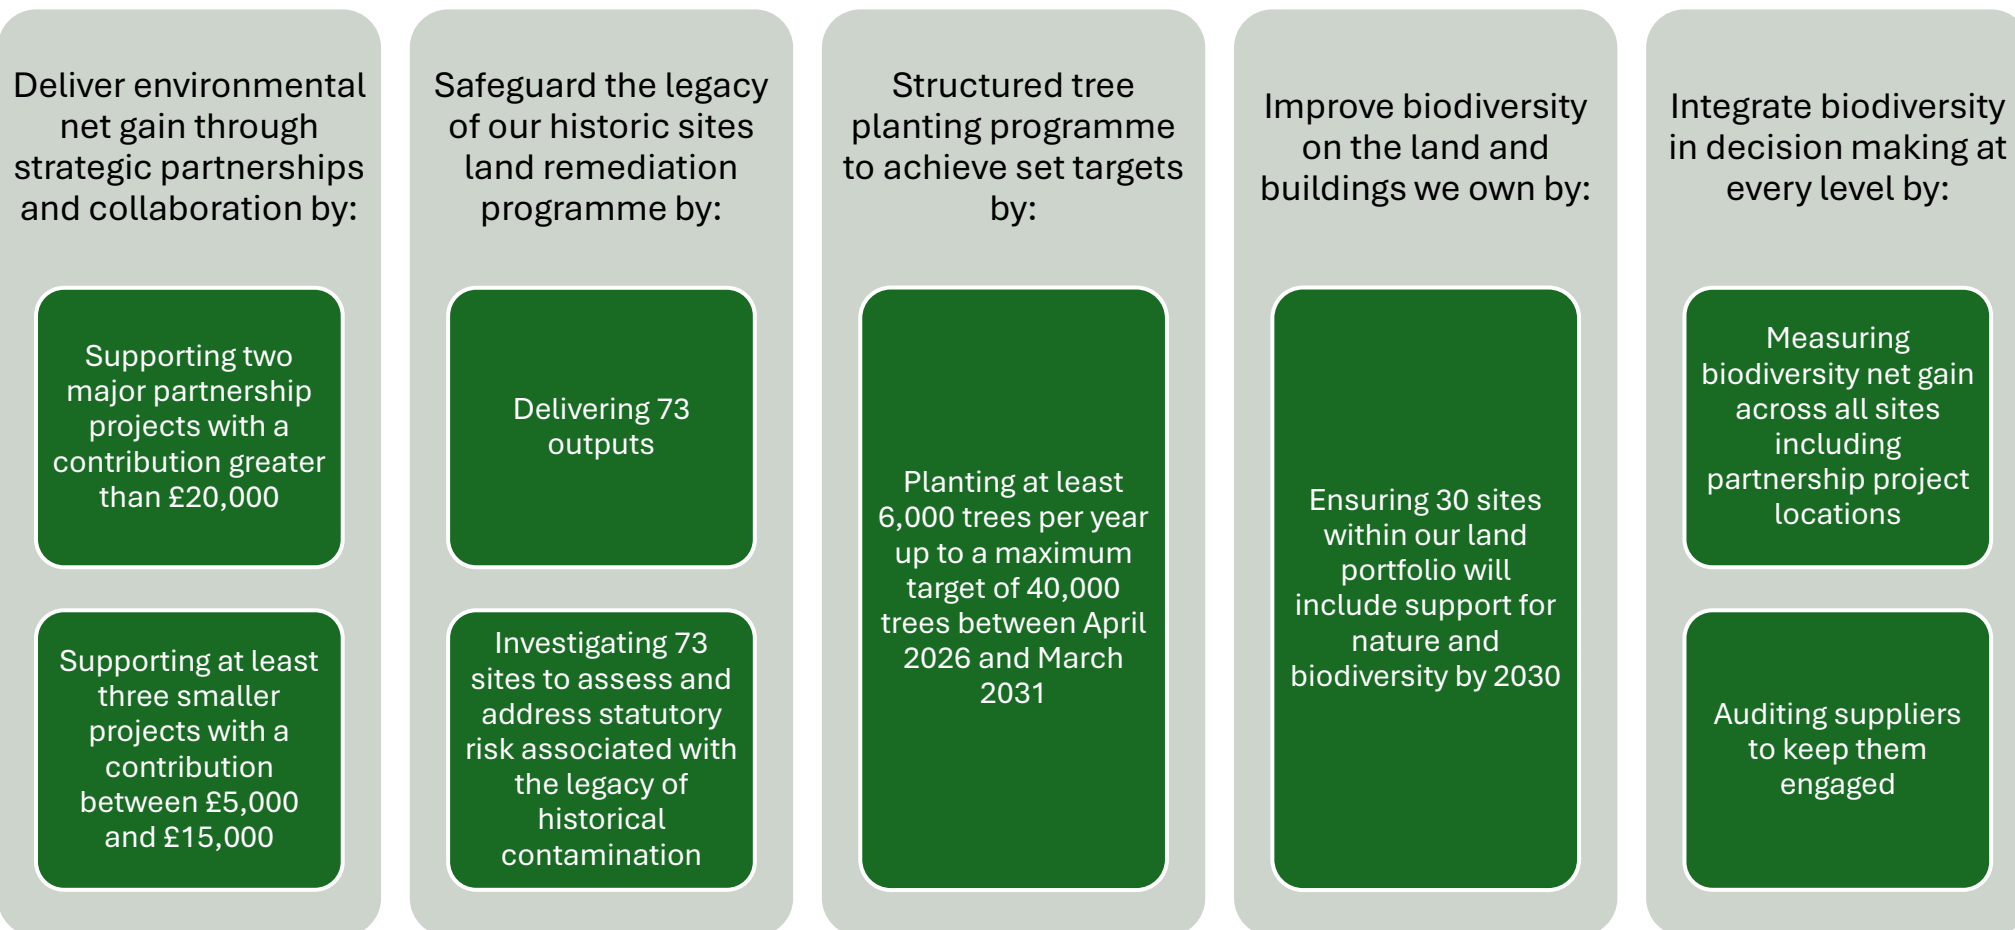 Deliver environmental
net gain through
strategic partnerships
and collaboration by:
Supporting two
major partnership
projects with a
contribution greater
than £20,000
Supporting at least
three smaller
projects with a
contribution
between £5,000
and £15,000
Safeguard the legacy
of our historic sites
land remediation
programme by:
Delivering 73
outputs
Investigating 73
sites to assess and
address statutory
risk associated with
the legacy of
historical
contamination
Structured tree
planting programme
to achieve set targets
by:
Planting at least
6,000 trees per year
up to a maximum
target of 40,000
trees between April
2026 and March
2031
Improve biodiversity
on the land and
buildings we own by:
Ensuring 30 sites
within our land
portfolio will
include support for
nature and
biodiversity by 2030
Integrate biodiversity
in decision making at
every level by:
Measuring
biodiversity net gain
across all sites
including
partnership project
locations
Auditing suppliers
to keep them
engaged